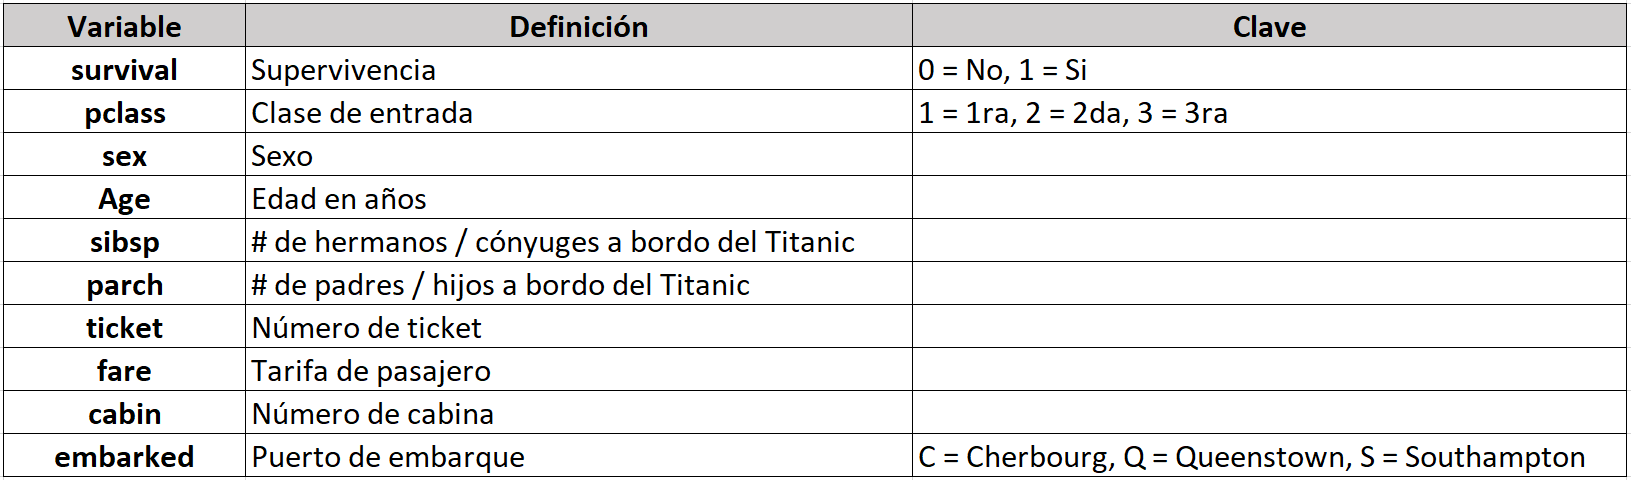 Variable Definición Clave
survival Supervivencia 0 = No, 1 = Si
pclass Clase de entrada 1 = 1ra, 2 = 2da, 3 = 3ra
sex Sexo
Age Edad en años
sibsp # de hermanos / cónyuges a bordo del Titanic
parch # de padres / hijos a bordo del Titanic
ticket Número de ticket
fare Tarifa de pasajero
cabin Número de cabina
embarked Puerto de embarque C = Cherbourg, Q = Queenstown, S = Southampton